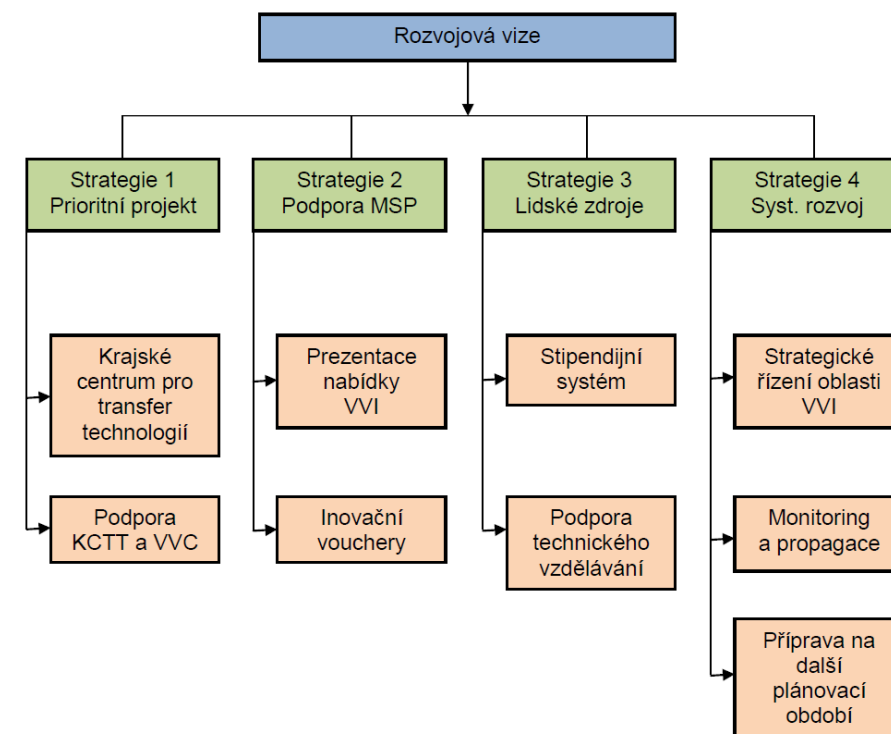 Rozvojová vize
Strategie 1
Prioritní projekt
Strategie 2
Podpora MSP
Strategie 3
Lidské zdroje
Strategie 4
Syst. rozvoj
Krajské
centrum pro
transfer
technologií
Prezentace
nabídky
VVI
Stipendijní
systém
Strategické
řízení oblasti
VVI
Podpora
KCTT a VVC
Inovační
vouchery
Podpora
technického
vzdělávání
Monitoring
a propagace
Příprava na
další
plánovací
období